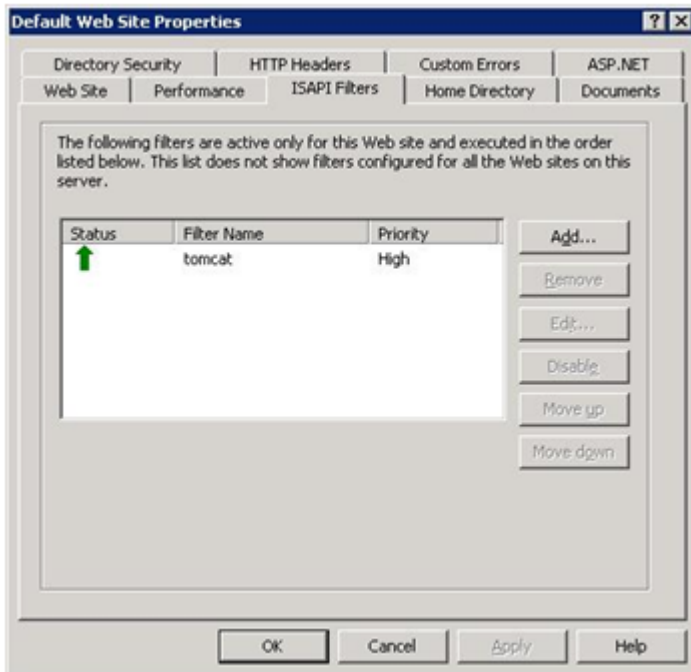 Default Web Site Properties
? X
Directory Security HTTP Headers Custom Errors ASP.NET
Web Site Performance ISAPI Filters Home Directory Documents
The following filters are active only for this Web site and executed in the order
listed below. This list does not show filters configured for all the Web sites on this
server.
Status Filter Name Priority
tomcat High
Add...
Remove
Edit...
Disable
Move up
Move down
OK Cancel Apply Help